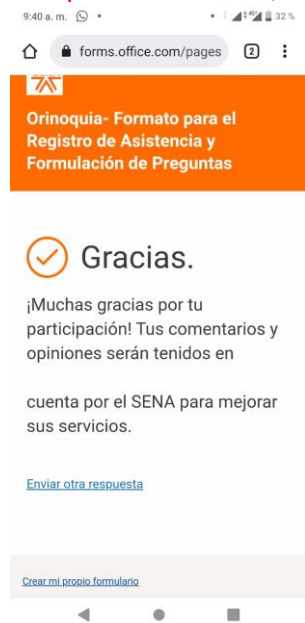 9:40 a. m.
32 %
forms.office.com/pages
2
Orinoquia- Formato para el
Registro de Asistencia y
Formulación de Preguntas
Gracias.
¡Muchas gracias por tu
participación! Tus comentarios y
opiniones serán tenidos en
cuenta por el SENA para mejorar
sus servicios.
Enviar otra respuesta
Crear mi propio formulario